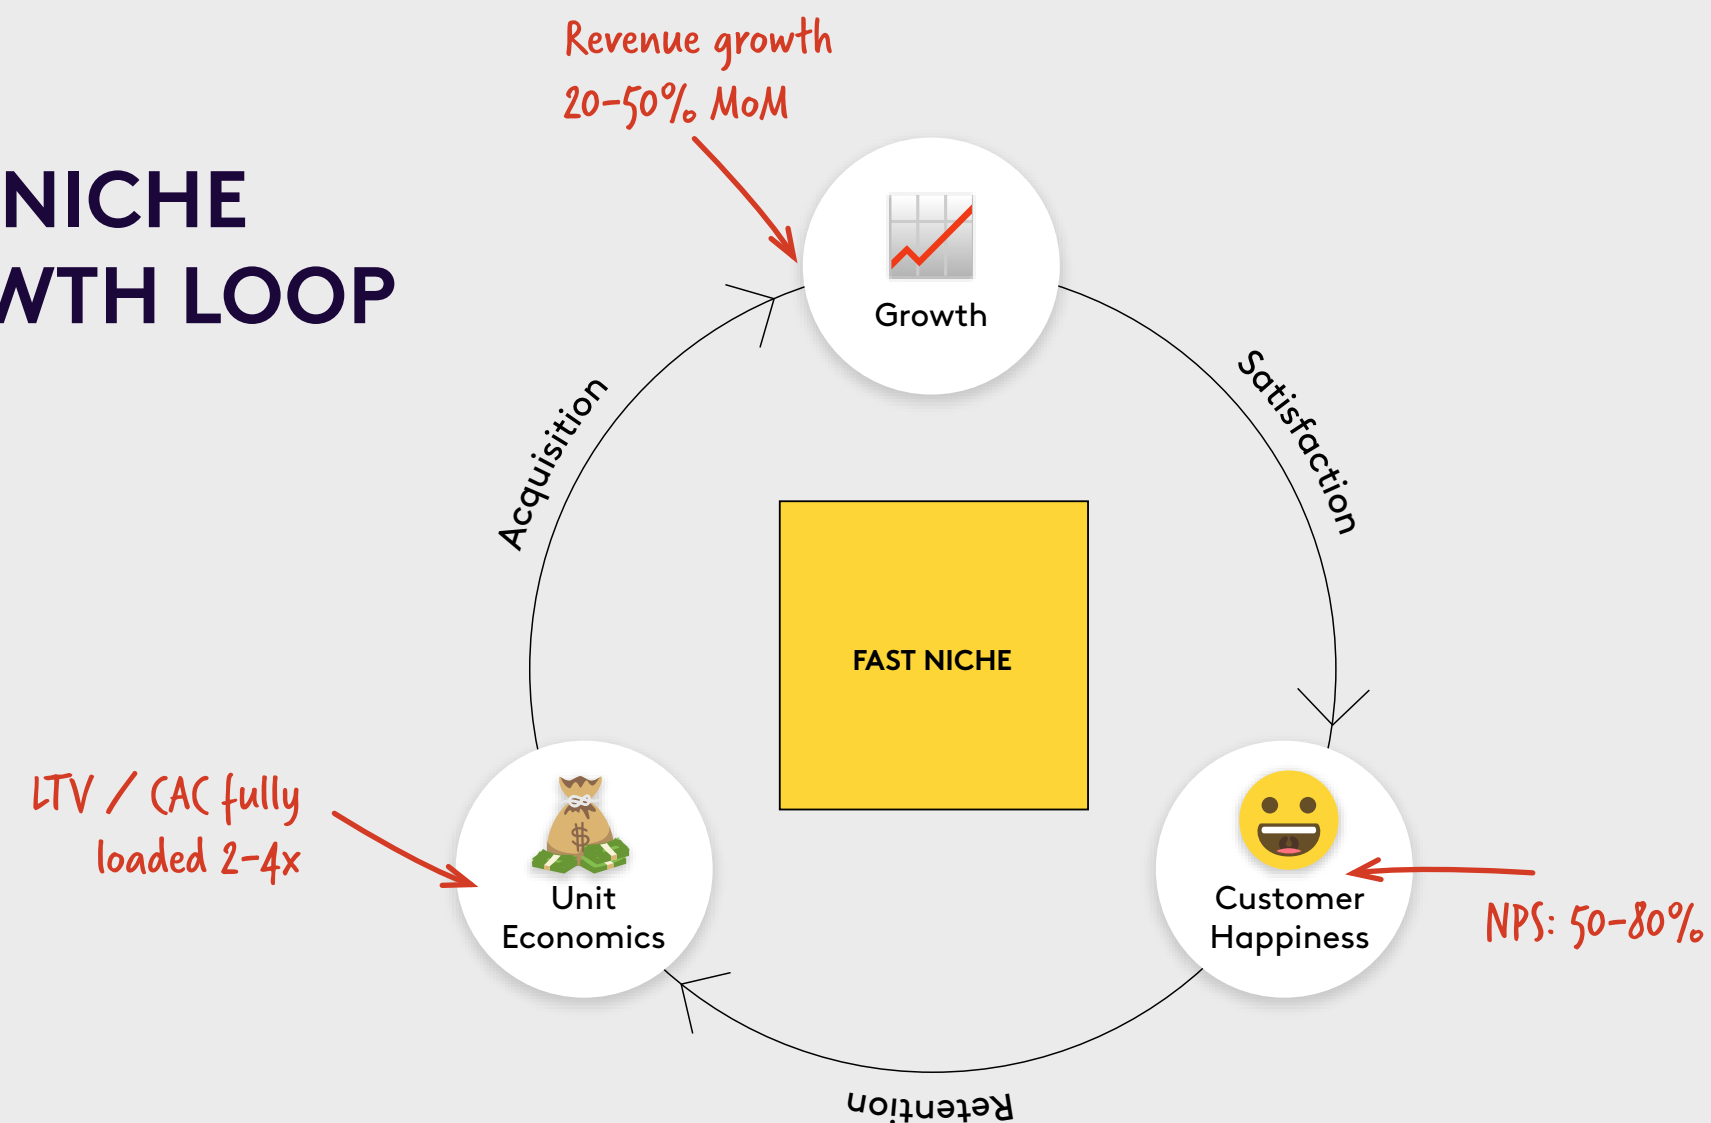 Revenue growth
20-50% MoM
NICHE
WTH LOOP
Growth
Acquisition
Satisfaction
FAST NICHE
LTV / CAC fully
loaded 2-4x
Unit
Economics
Customer
Happiness
NPS: 50-80%
Retention